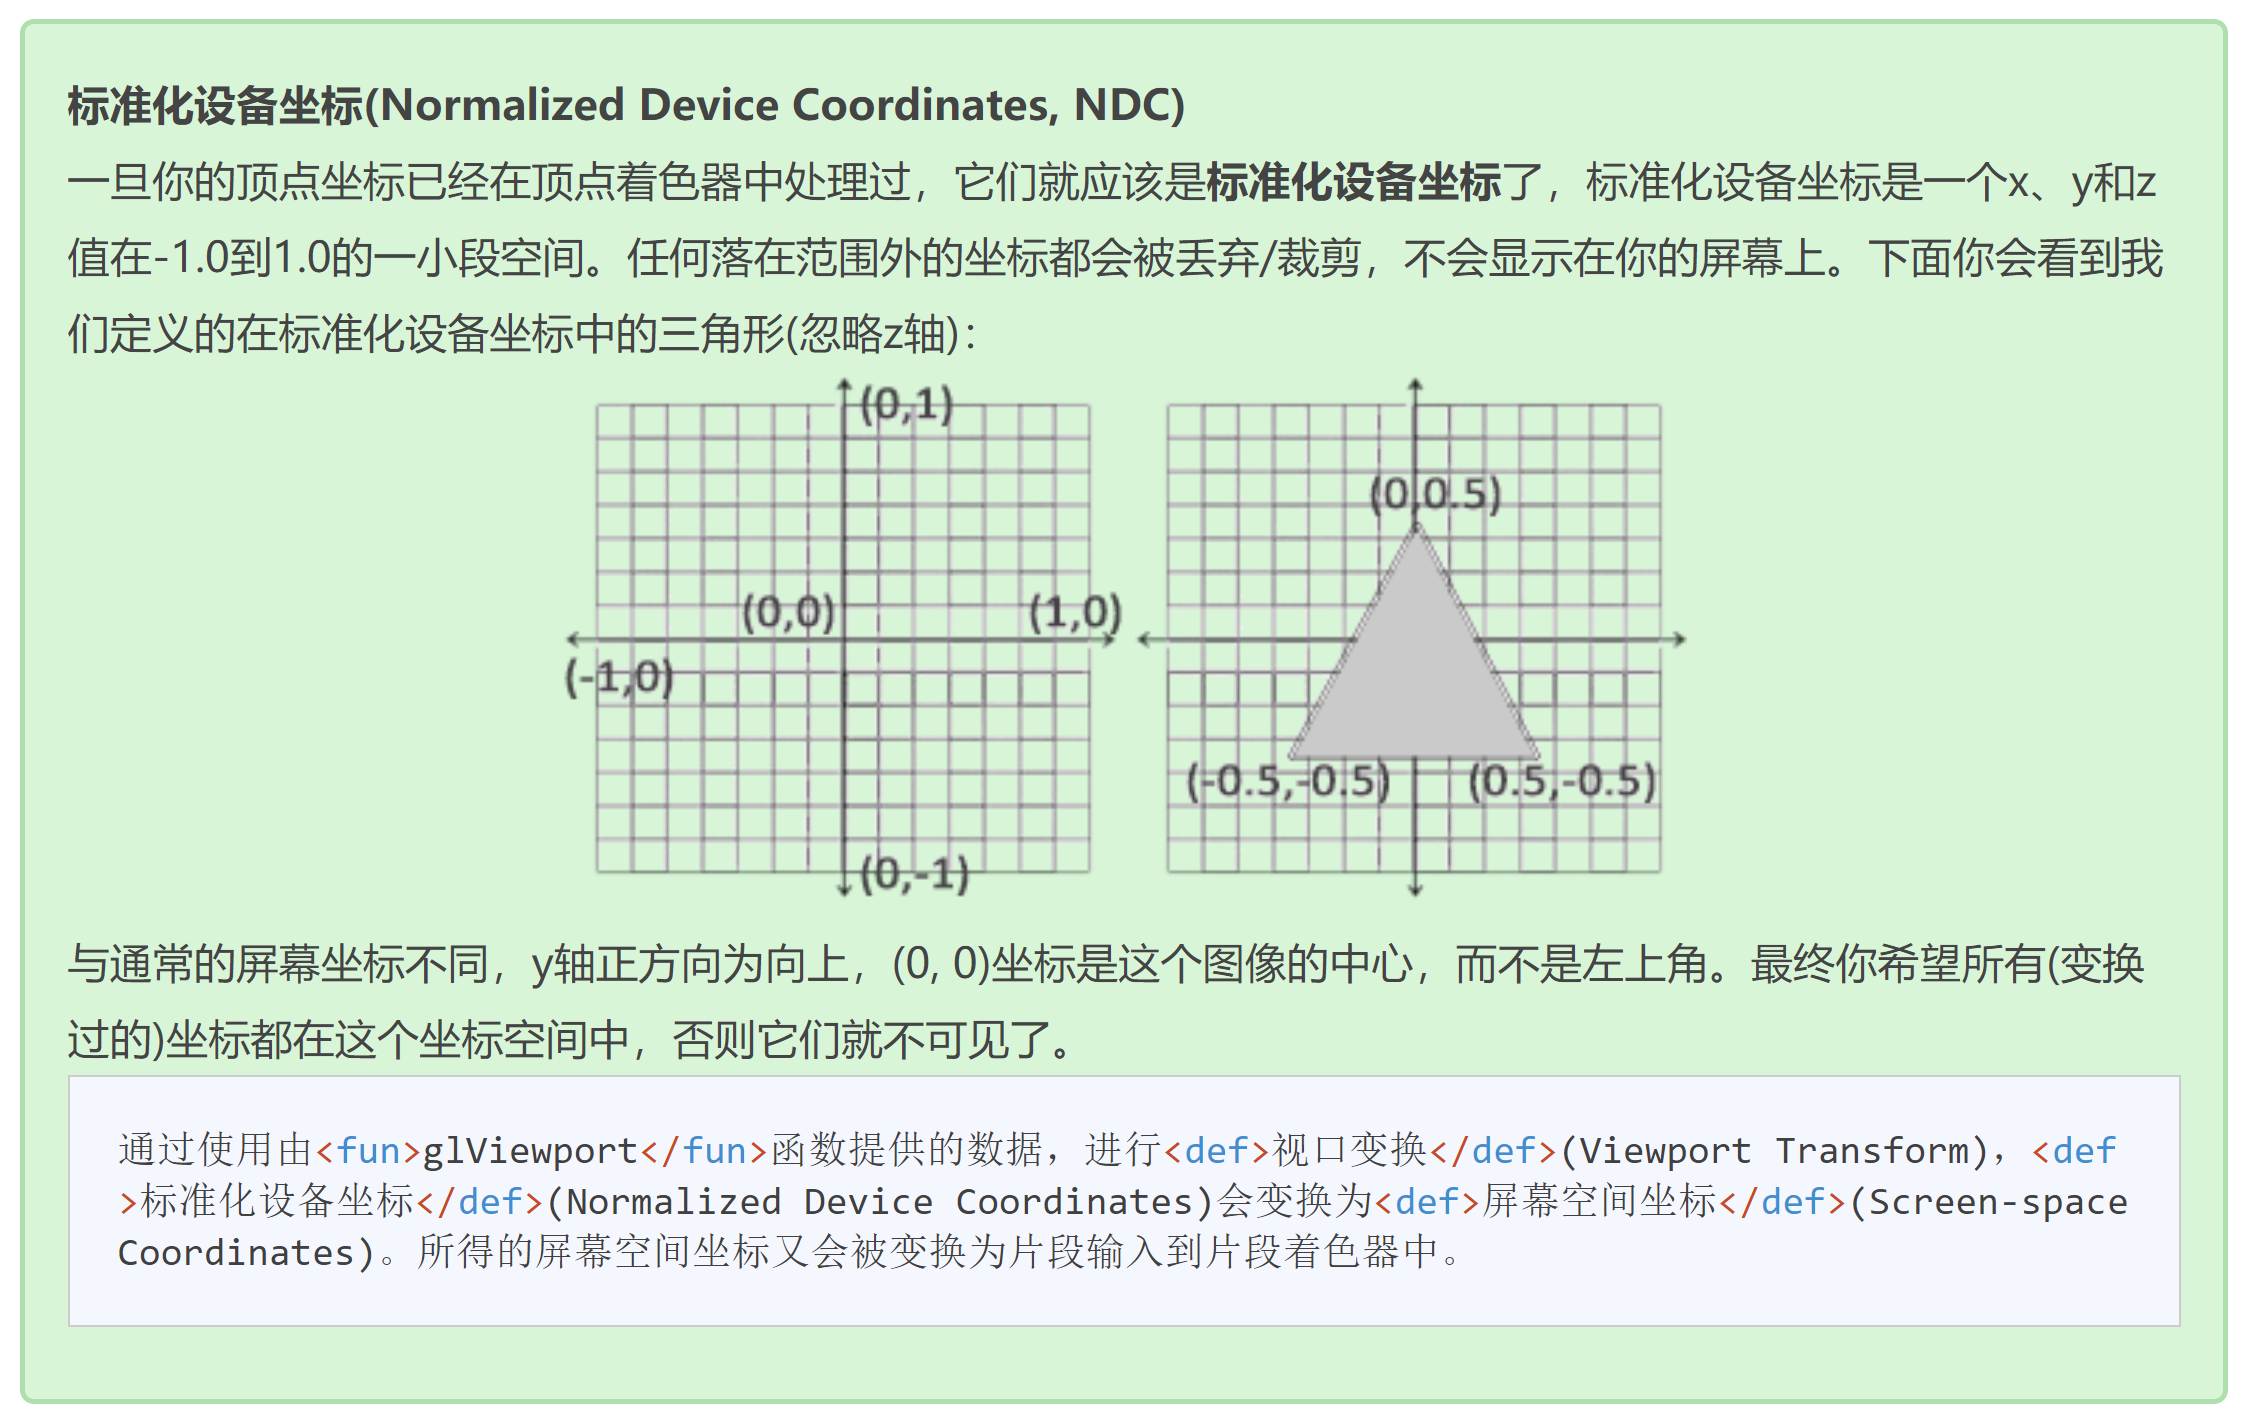 标准化设备坐标(Normalized Device Coordinates, NDC)
一旦你的顶点坐标已经在顶点着色器中处理过，它们就应该是标准化设备坐标了，标准化设备坐标是一个x、y和z
值在-1.0到1.0的一小段空间。任何落在范围外的坐标都会被丢弃/裁剪，不会显示在你的屏幕上。下面你会看到我
们定义的在标准化设备坐标中的三角形(忽略z轴)：
(0,1)
(0,0)
(1,0)
(-1,0)
(0,-1)
(0,0.5)
(-0.5,-0.5)
(0.5,-0.5)
与通常的屏幕坐标不同，y轴正方向为向上，(0, 0)坐标是这个图像的中心，而不是左上角。最终你希望所有(变换
过的)坐标都在这个坐标空间中，否则它们就不可见了。
通过使用由<fun>glViewport</fun>函数提供的数据，进行<def>视口变换</def>(Viewport Transform)，<def
>标准化设备坐标</def>(Normalized Device Coordinates)会变换为<def>屏幕空间坐标</def>(Screen-space
Coordinates)。所得的屏幕空间坐标又会被变换为片段输入到片段着色器中。